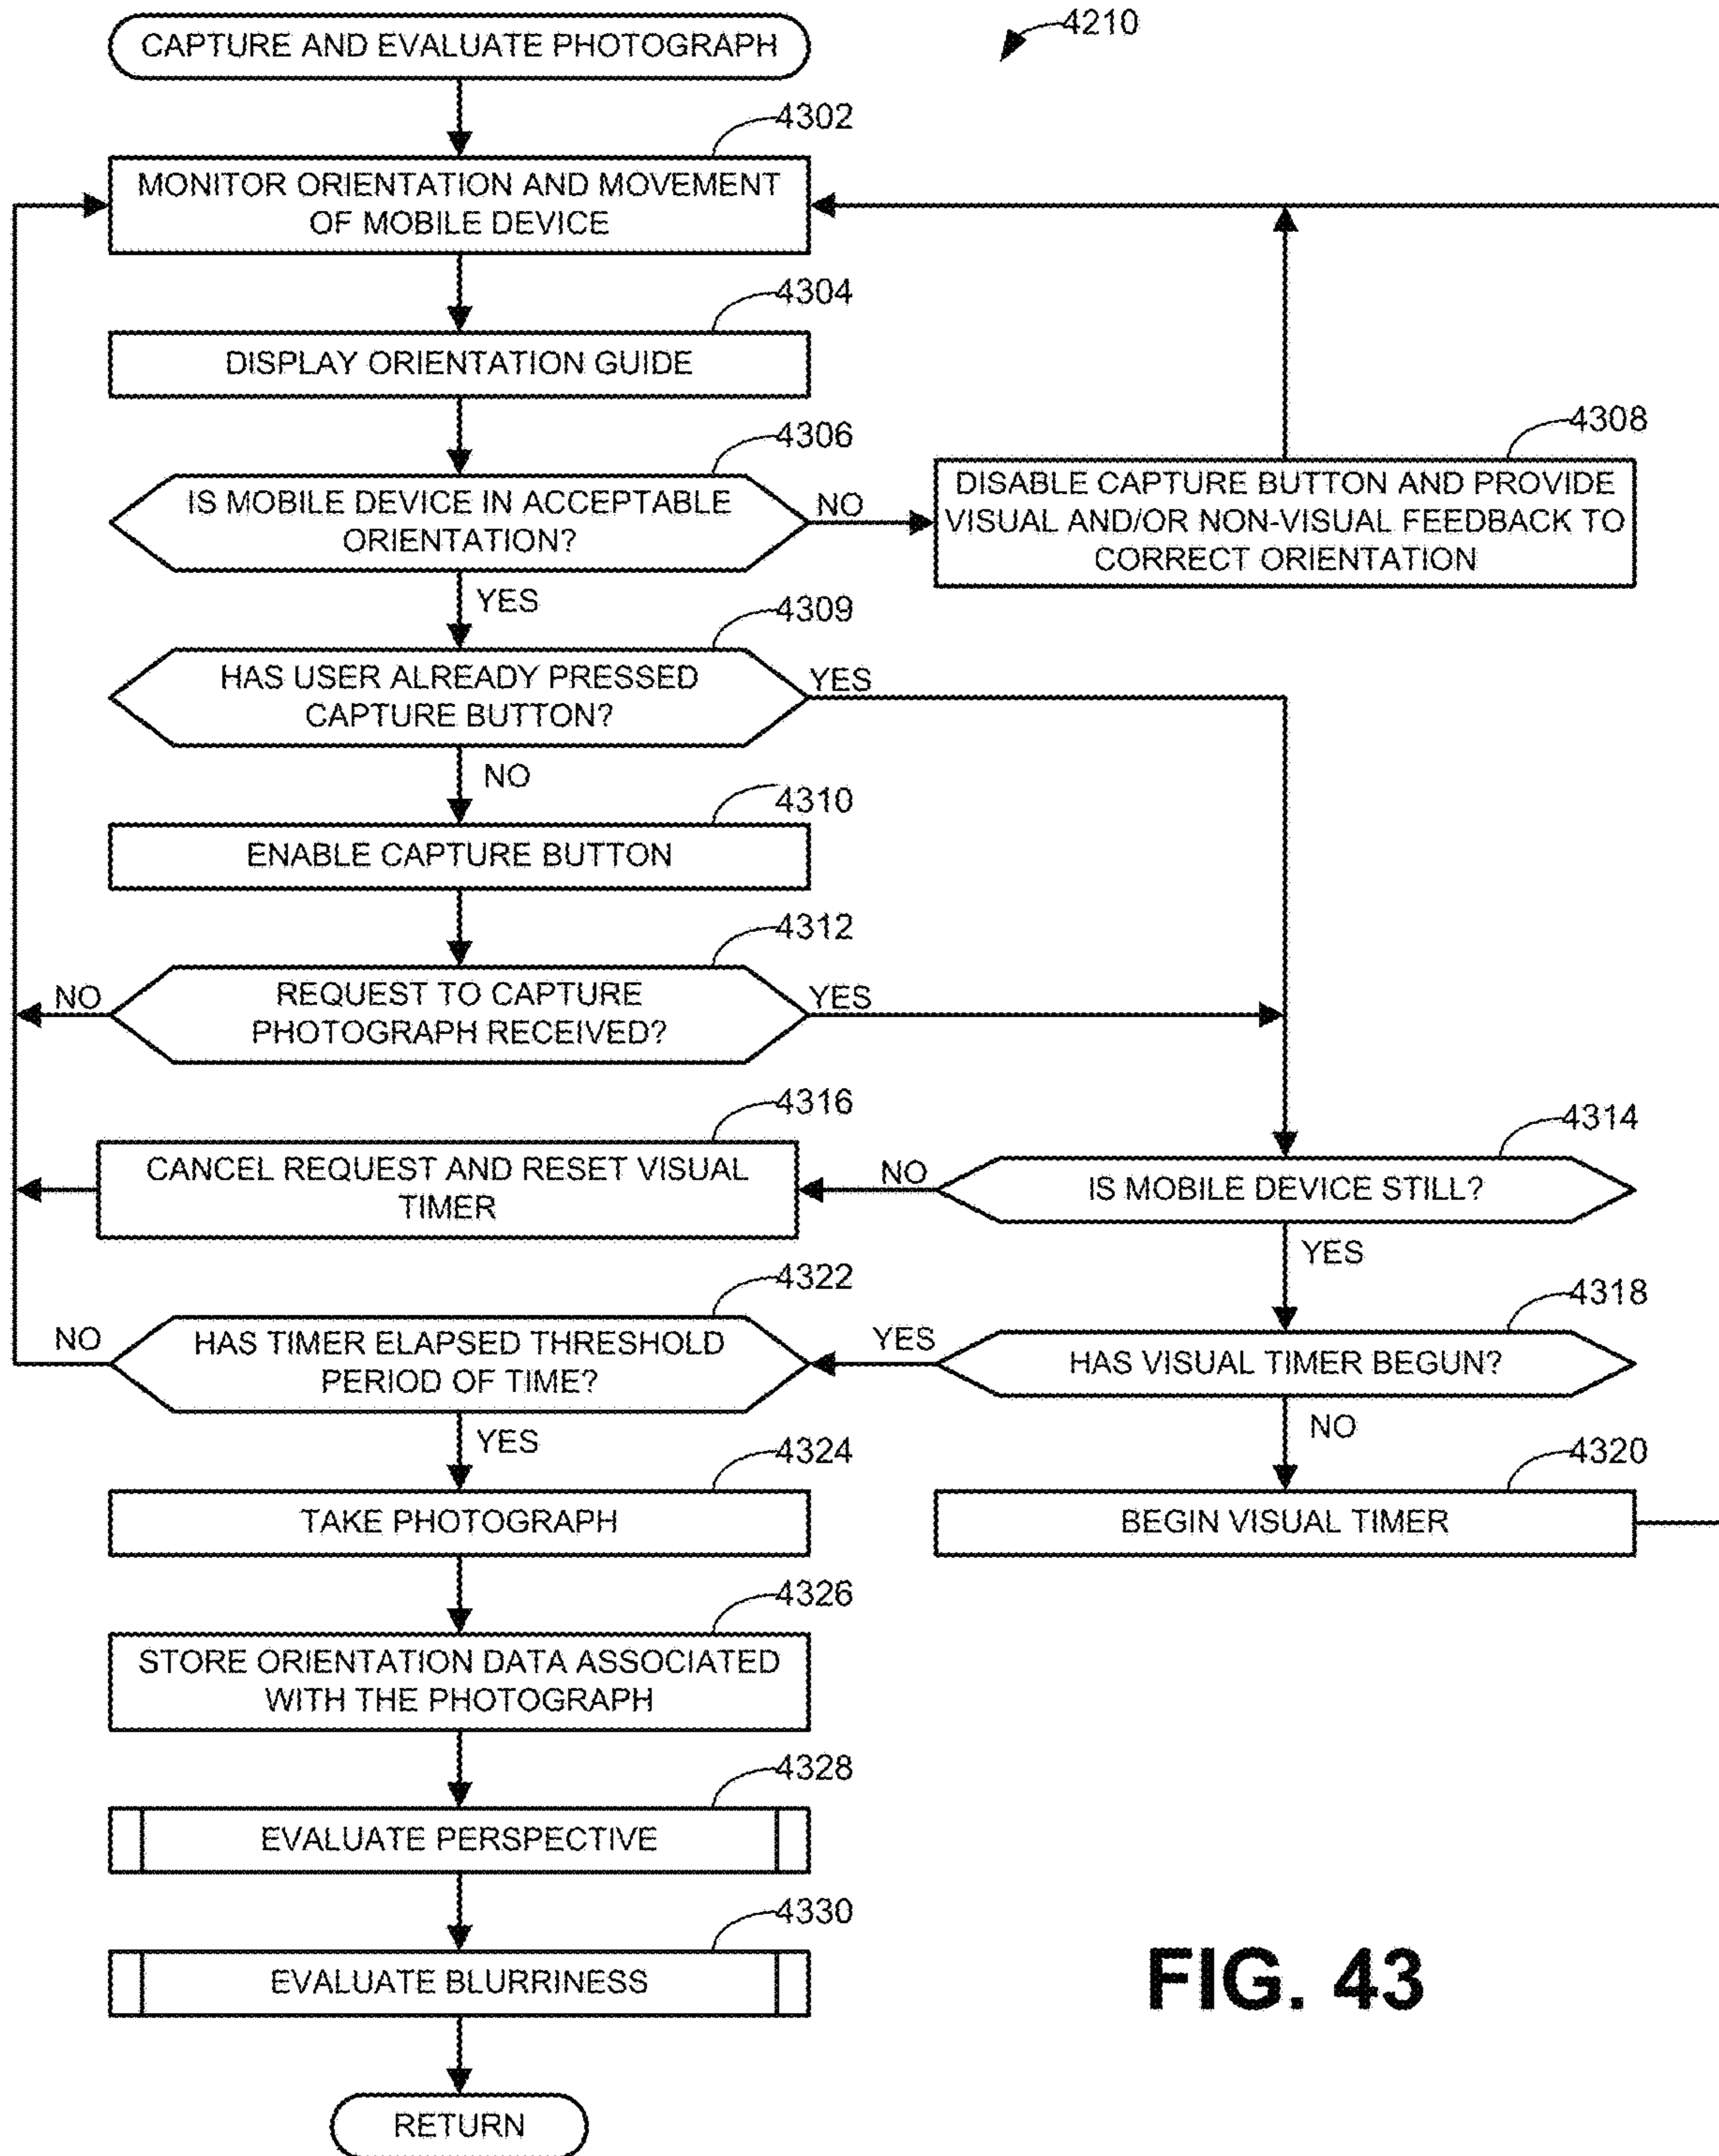 CAPTURE AND EVALUATE PHOTOGRAPH
4210
4302
MONITOR ORIENTATION AND MOVEMENT
OF MOBILE DEVICE
4304
DISPLAY ORIENTATION GUIDE
4306
IS MOBILE DEVICE IN ACCEPTABLE
ORIENTATION?
NO
4308
DISABLE CAPTURE BUTTON AND PROVIDE
VISUAL AND/OR NON-VISUAL FEEDBACK TO
CORRECT ORIENTATION
YES
4309
HAS USER ALREADY PRESSED
CAPTURE BUTTON?
YES
NO
4310
ENABLE CAPTURE BUTTON
4312
NO
REQUEST TO CAPTURE
PHOTOGRAPH RECEIVED?
YES
4316
CANCEL REQUEST AND RESET VISUAL
TIMER
NO
4314
IS MOBILE DEVICE STILL?
YES
4322
NO
HAS TIMER ELAPSED THRESHOLD
PERIOD OF TIME?
YES
4318
HAS VISUAL TIMER BEGUN?
NO
YES
4324
TAKE PHOTOGRAPH
4320
BEGIN VISUAL TIMER
4326
STORE ORIENTATION DATA ASSOCIATED
WITH THE PHOTOGRAPH
4328
EVALUATE PERSPECTIVE
4330
EVALUATE BLURRINESS
RETURN
FIG. 43